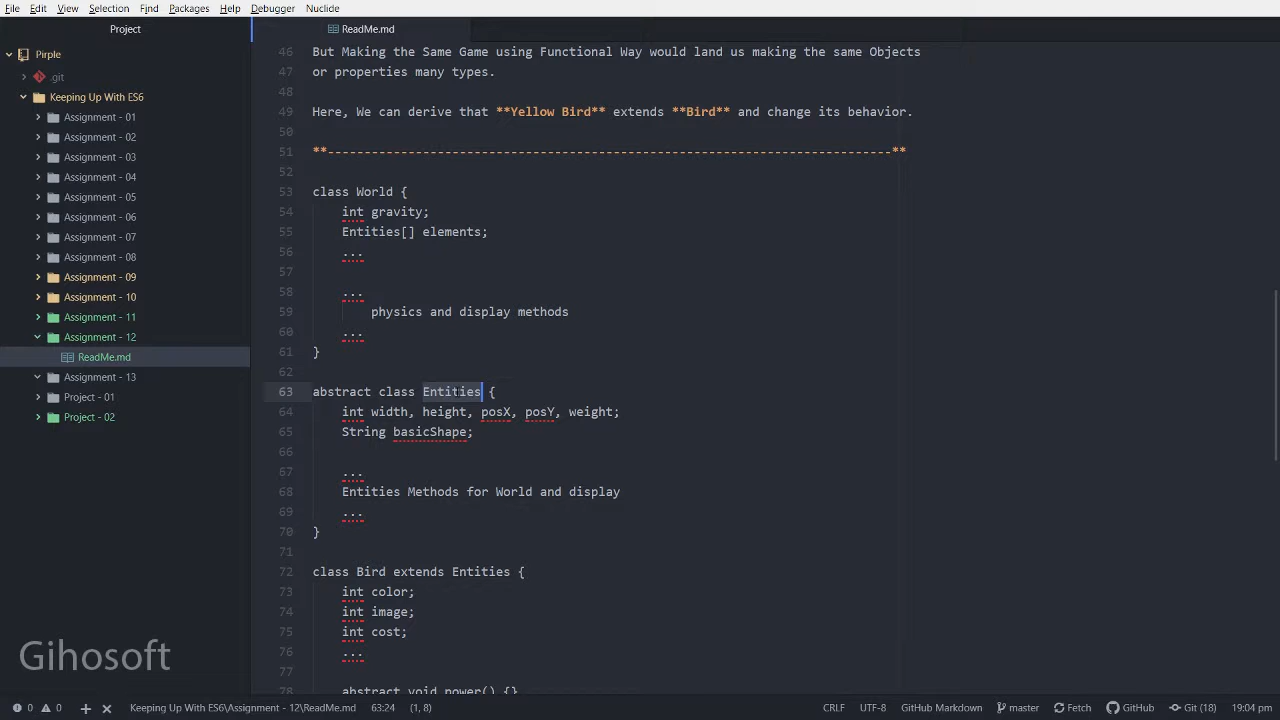 File Edit View Selection Find Packages Help Debugger Nuclide
Project
ReadMe.md
Pirple
.git
Keeping Up With ES6
Assignment - 01
Assignment - 02
Assignment - 03
Assignment - 04
Assignment - 05
Assignment - 06
Assignment - 07
Assignment - 08
Assignment - 09
Assignment - 10
Assignment - 11
Assignment - 12
ReadMe.md
Assignment - 13
Project - 01
Project - 02
Gihosoft
46 But Making the Same Game using Functional Way would land us making the same Objects
47 or properties many types.
48
49 Here, We can derive that **Yellow Bird** extends **Bird** and change its behavior.
50
51 **-----------------------------------------------------------------------------**
52
53 class World {
54 int gravity;
55 Entities[] elements;
56 ...
57
58 ...
59 physics and display methods
60 ...
61 }
62
63 abstract class Entities {
64 int width, height, posX, posY, weight;
65 String basicShape;
66
67 ...
68 Entities Methods for World and display
69 ...
70 }
71
72 class Bird extends Entities {
73 int color;
74 int image;
75 int cost;
76 ...
77
78 abstract void power() {}
0 0 Keeping Up With ES6\Assignment - 12\ReadMe.md 63:24 (1, 8) CRLF UTF-8 GitHub Markdown master Fetch GitHub Git (18) 19:04 pm